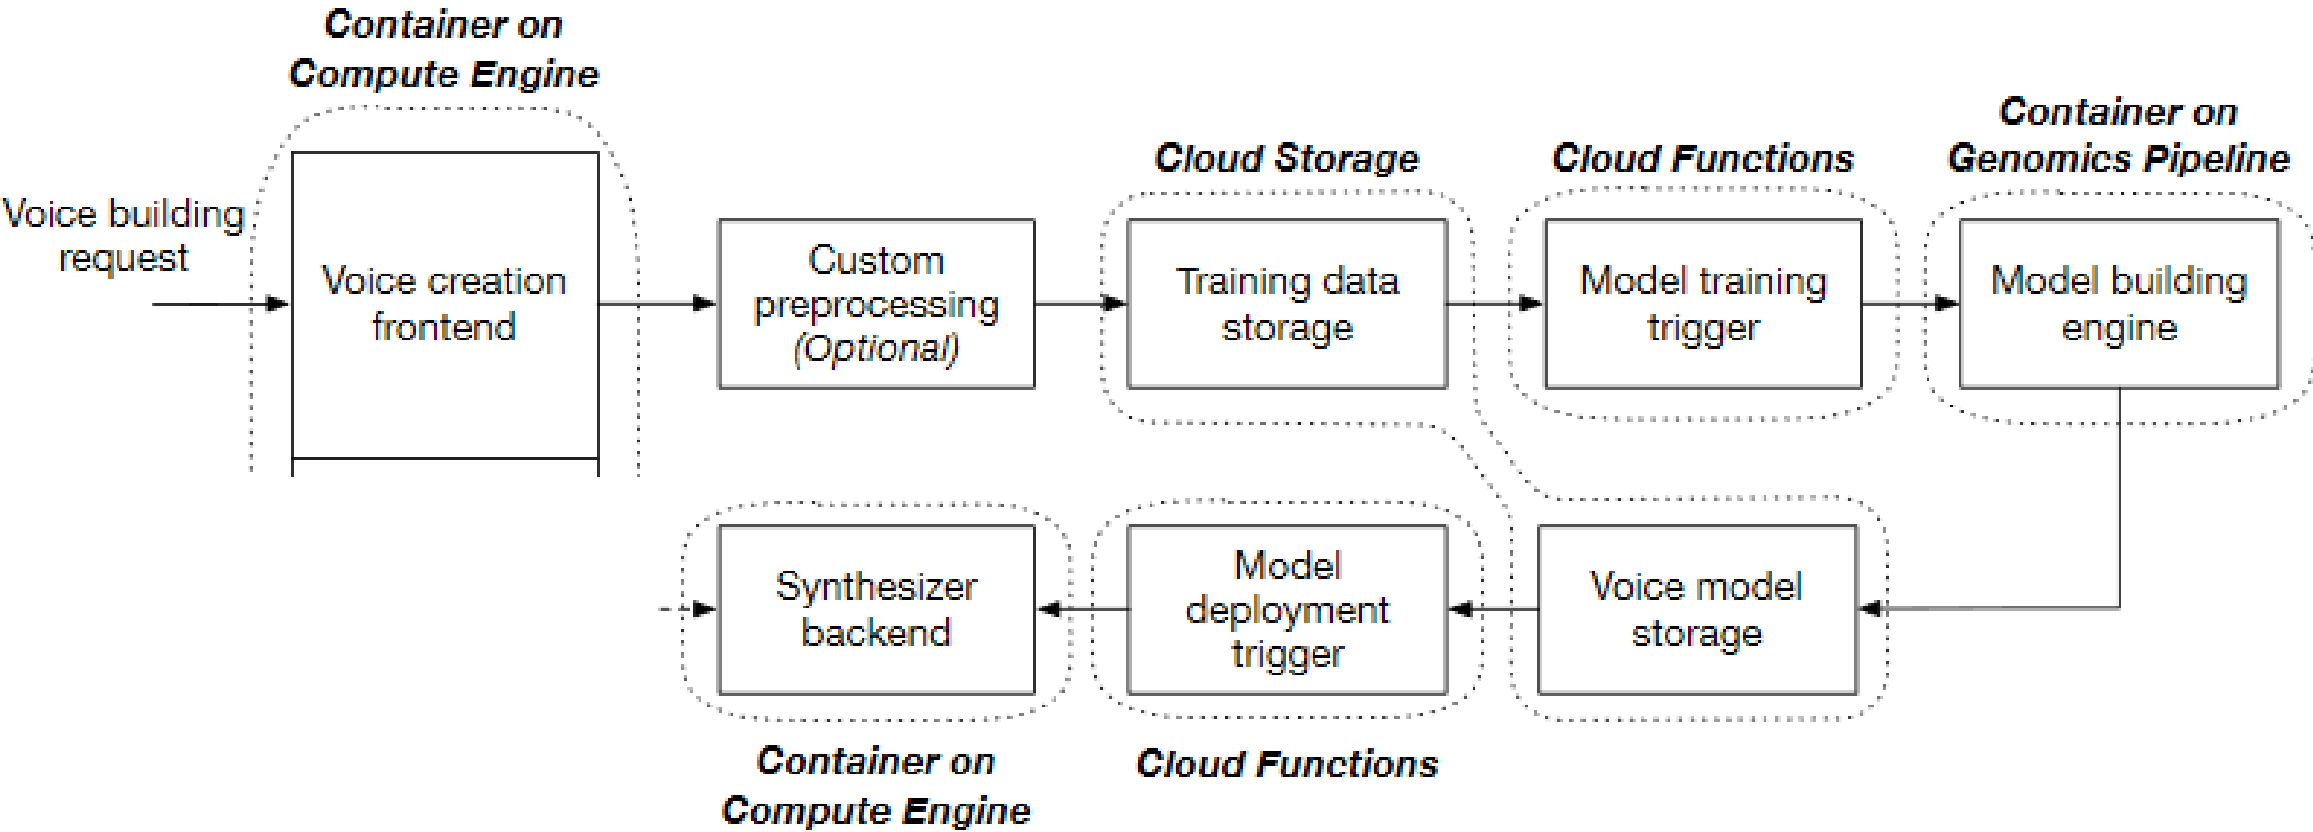 Container on
Compute Engine
Voice building
request
Voice creation
frontend
Custom
preprocessing
(Optional)
Cloud Storage
Training data
storage
Cloud Functions
Model training
trigger
Container on
Genomics Pipeline
Model building
engine
Synthesizer
backend
Container on
Compute Engine
Model
deployment
trigger
Cloud Functions
Voice model
storage